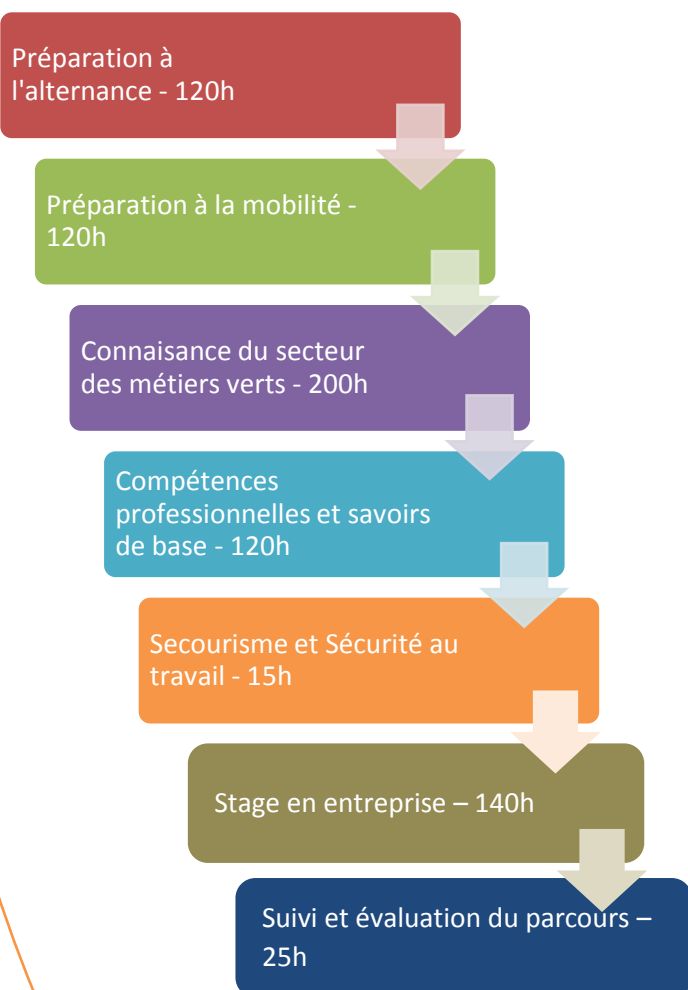 Préparation à
l'alternance - 120h
Préparation à la mobilité -
120h
Connaisance du secteur
des métiers verts - 200h
Compétences
professionnelles et savoirs
de base - 120h
Secourisme et Sécurité au
travail - 15h
Stage en entreprise – 140h
Suivi et évaluation du parcours –
25h